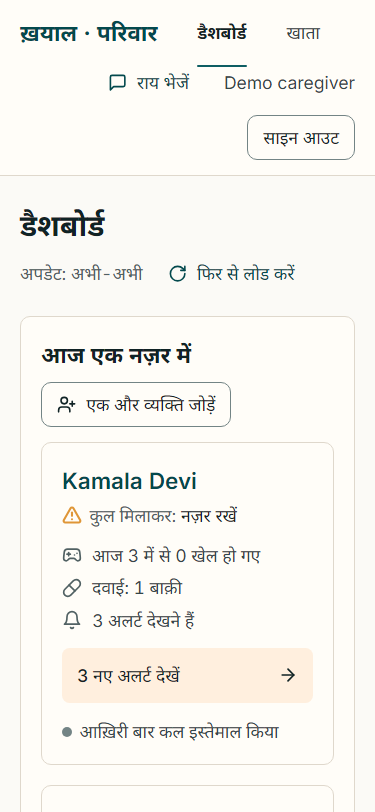 ख़याल · परिवार
डैशबोर्ड
खाता
राय भेजें
Demo caregiver
साइन आउट
डैशबोर्ड
अपडेट: अभी-अभी
फिर से लोड करें
आज एक नज़र में
एक और व्यक्ति जोड़ें
Kamala Devi
कुल मिलाकर: नज़र रखें
आज 3 में से 0 खेल हो गए
दवाई: 1 बाक़ी
3 अलर्ट देखने हैं
3 नए अलर्ट देखें
आख़िरी बार कल इस्तेमाल किया